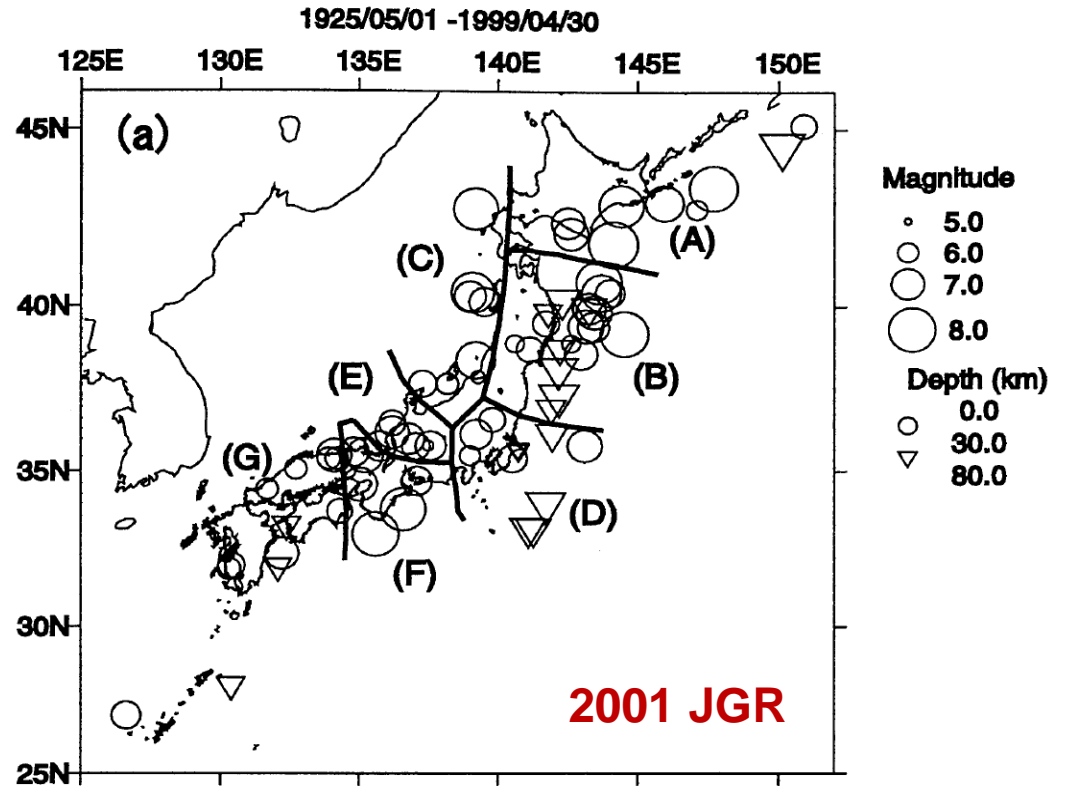 1925/05/01 -1999/04/30
125E 130E 135E 140E 145E 150E
45N
(a)
Magnitude
5.0
(A)
6.0
(C)
7.0
40N
8.0
(E)
(B)
Depth (km)
0.0
(G)
30.0
35N
80.0
(D)
(F)
30N
2001 JGR
25N